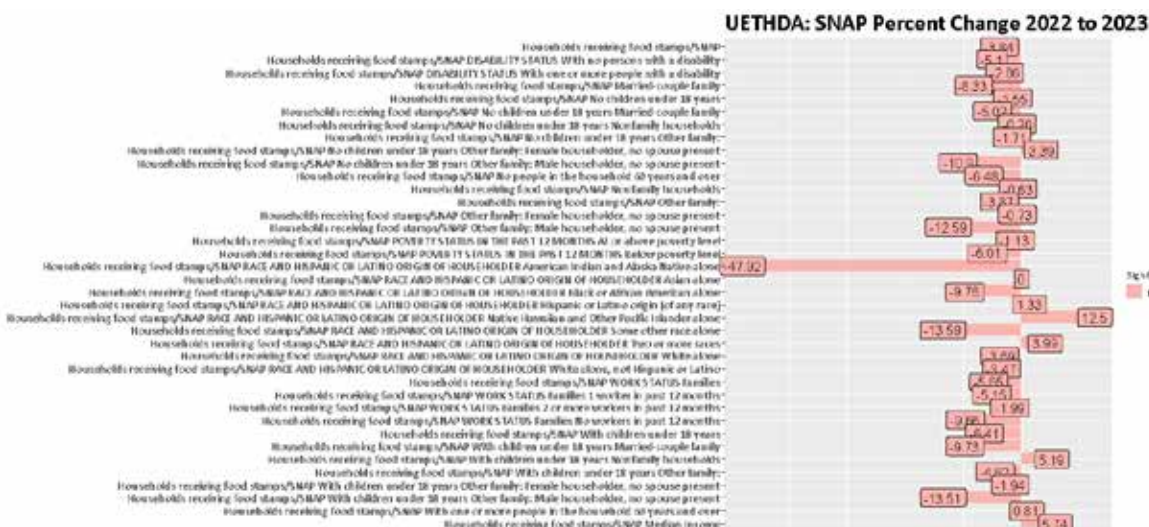 UETHDA: SNAP Percent Change 2022 to 2023
Households receiving food stamps/SNAP
Households receiving food stamps/SNAP DISABILITY STATUS With no persons with a disability
Households receiving food stamps/SNAP DISABILITY STATUS With one or more people with a disability
Households receiving food stamps/SNAP Married-couple family
Households receiving food stamps/SNAP No children under 18 years
Households receiving food stamps/SNAP No children under 18 years Married-couple family
Households receiving food stamps/SNAP No children under 18 years Nonfamily households
Households receiving food stamps/SNAP No children under 18 years Other family:
Households receiving food stamps/SNAP No children under 18 years Other family: Female householder, no spouse present
Households receiving food stamps/SNAP No children under 18 years Other family: Male householder, no spouse present
Households receiving food stamps/SNAP No people in the household 60 years and over
Households receiving food stamps/SNAP Nonfamily households
Households receiving food stamps/SNAP Other family:
Households receiving food stamps/SNAP Other family: Female householder, no spouse present
Households receiving food stamps/SNAP Other family: Male householder, no spouse present
Households receiving food stamps/SNAP POVERTY STATUS IN THE PAST 12 MONTHS At or above poverty level
Households receiving food stamps/SNAP POVERTY STATUS IN THE PAST 12 MONTHS Below poverty level
Households receiving food stamps/SNAP RACE AND HISPANIC OR LATINO ORIGIN OF HOUSEHOLDER American Indian and Alaska Native alone
Households receiving food stamps/SNAP RACE AND HISPANIC OR LATINO ORIGIN OF HOUSEHOLDER Asian alone
Households receiving food stamps/SNAP RACE AND HISPANIC OR LATINO ORIGIN OF HOUSEHOLDER Black or African American alone
Households receiving food stamps/SNAP RACE AND HISPANIC OR LATINO ORIGIN OF HOUSEHOLDER Hispanic or Latino origin (of any race)
Households receiving food stamps/SNAP RACE AND HISPANIC OR LATINO ORIGIN OF HOUSEHOLDER Native Hawaiian and Other Pacific Islander alone
Households receiving food stamps/SNAP RACE AND HISPANIC OR LATINO ORIGIN OF HOUSEHOLDER Some other race alone
Households receiving food stamps/SNAP RACE AND HISPANIC OR LATINO ORIGIN OF HOUSEHOLDER Two or more races
Households receiving food stamps/SNAP RACE AND HISPANIC OR LATINO ORIGIN OF HOUSEHOLDER White alone
Households receiving food stamps/SNAP RACE AND HISPANIC OR LATINO ORIGIN OF HOUSEHOLDER White alone, not Hispanic or Latino
Households receiving food stamps/SNAP WORK STATUS Families
Households receiving food stamps/SNAP WORK STATUS Families 1 worker in past 12 months
Households receiving food stamps/SNAP WORK STATUS Families 2 or more workers in past 12 months
Households receiving food stamps/SNAP WORK STATUS Families No workers in past 12 months
Households receiving food stamps/SNAP With children under 18 years
Households receiving food stamps/SNAP With children under 18 years Married-couple family
Households receiving food stamps/SNAP With children under 18 years Nonfamily households
Households receiving food stamps/SNAP With children under 18 years Other family:
Households receiving food stamps/SNAP With children under 18 years Other family: Female householder, no spouse present
Households receiving food stamps/SNAP With children under 18 years Other family: Male householder, no spouse present
Households receiving food stamps/SNAP With one or more people in the household 60 years and over
Households receiving food stamps/SNAP Median income
-8.33
-1.71
-6.48
-0.73
-12.59
-1.13
-6.01
-47.92
0
-9.76
1.33
12.5
-13.59
3.99
-5.15
-1.99
-9.73
5.19
-1.94
-13.51
0.81